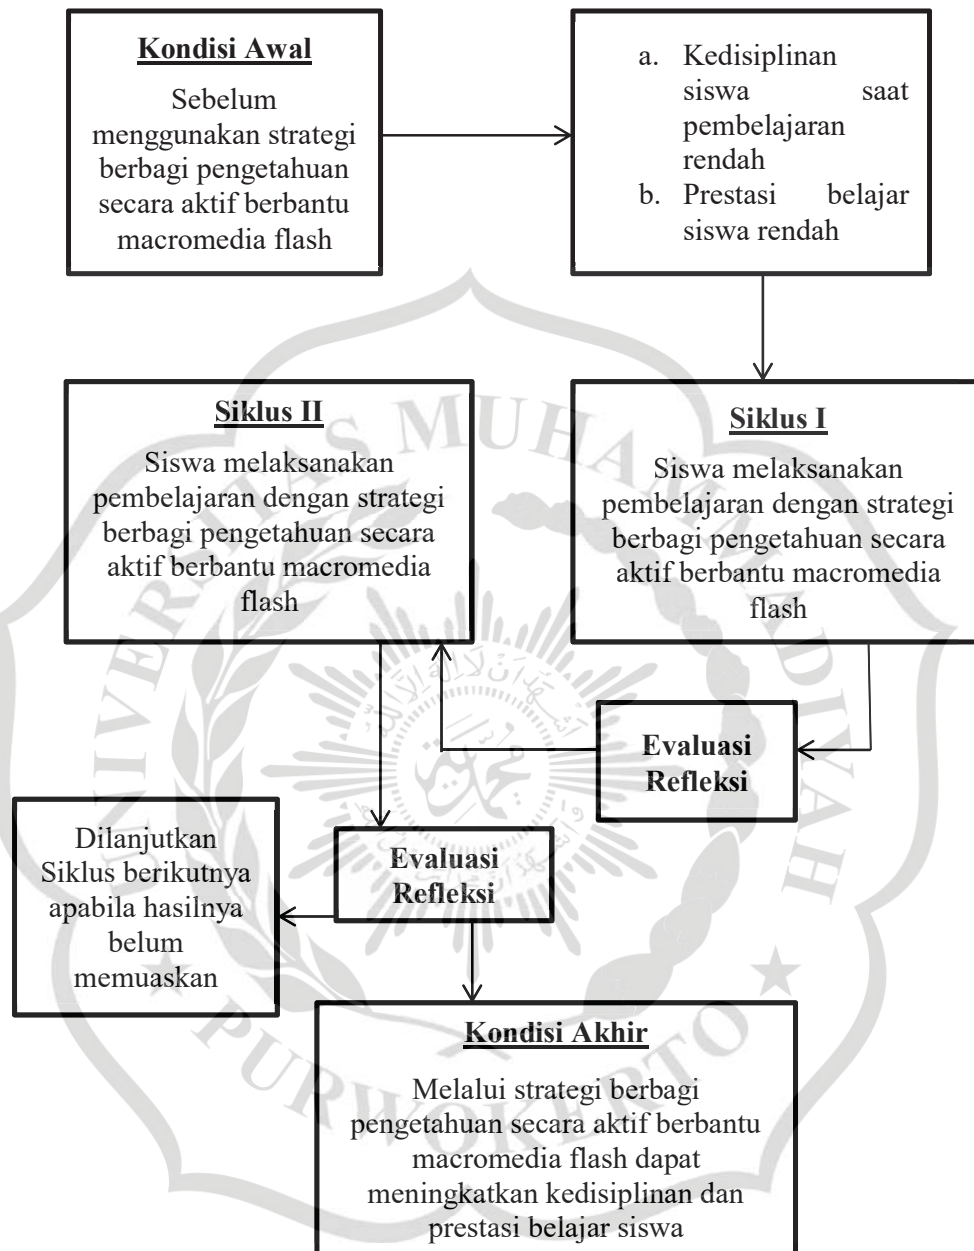 Kondisi Awal
Sebelum
menggunakan strategi
berbagi pengetahuan
secara aktif berbantu
macromedia flash
a. Kedisiplinan
siswa saat
pembelajaran
rendah
b. Prestasi belajar
siswa rendah
Siklus II
Siswa melaksanakan
pembelajaran dengan strategi
berbagi pengetahuan secara
aktif berbantu macromedia
flash
Siklus I
Siswa melaksanakan
pembelajaran dengan strategi
berbagi pengetahuan secara
aktif berbantu macromedia
flash
Evaluasi
Refleksi
Evaluasi
Refleksi
Dilanjutkan
Siklus berikutnya
apabila hasilnya
belum
memuaskan
Kondisi Akhir
Melalui strategi berbagi
pengetahuan secara aktif berbantu
macromedia flash dapat
meningkatkan kedisiplinan dan
prestasi belajar siswa
UNIVERSITAS MUHAMMADIYAH
PURWOKERTO